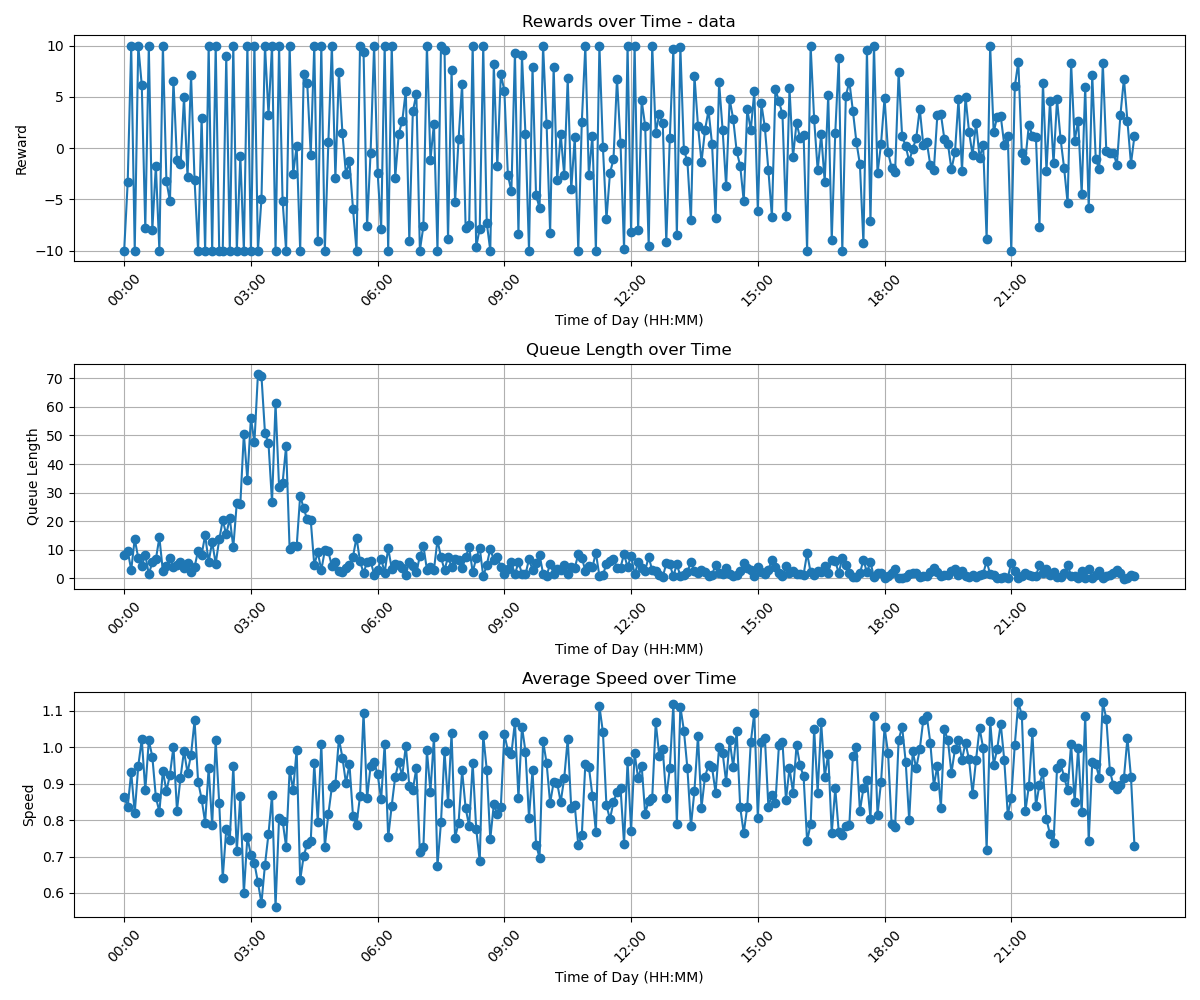 Rewards over Time - data
10
5
0
−5
−10
Reward
00:00 03:00 06:00 09:00 12:00 15:00 18:00 21:00
Time of Day (HH:MM)
Queue Length over Time
70
60
50
40
30
20
10
0
Queue Length
00:00 03:00 06:00 09:00 12:00 15:00 18:00 21:00
Time of Day (HH:MM)
Average Speed over Time
1.1
1.0
0.9
0.8
0.7
0.6
Speed
00:00 03:00 06:00 09:00 12:00 15:00 18:00 21:00
Time of Day (HH:MM)